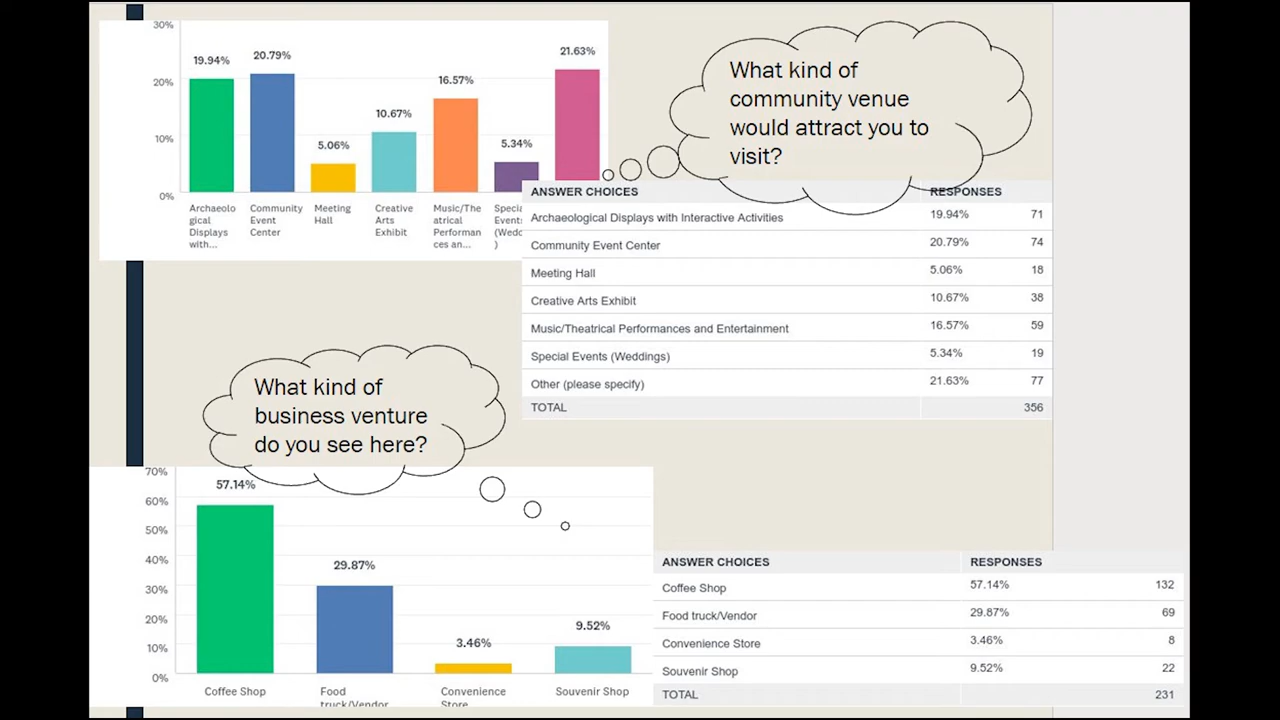 30%
20%
10%
0%
19.94%
20.79%
5.06%
10.67%
16.57%
5.34%
21.63%
Archaeolo
gical
Displays
with...
Community
Event
Center
Meeting
Hall
Creative
Arts
Exhibit
Music/The
atrical
Performan
ces an...
Events
)
What kind of
community venue
would attract you to
visit?
ANSWER CHOICES RESPONSES
Archaeological Displays with Interactive Activities 19.94% 71
Community Event Center 20.79% 74
Meeting Hall 5.06% 18
Creative Arts Exhibit 10.67% 38
Music/Theatrical Performances and Entertainment 16.57% 59
Special Events (Weddings) 5.34% 19
Other (please specify) 21.63% 77
TOTAL 356
What kind of
business venture
do you see here?
70%
60%
50%
40%
30%
20%
10%
0%
57.14%
29.87%
3.46%
9.52%
Coffee Shop
Food
truck/Vendor
Convenience
Store
Souvenir Shop
ANSWER CHOICES RESPONSES
Coffee Shop 57.14% 132
Food truck/Vendor 29.87% 69
Convenience Store 3.46% 8
Souvenir Shop 9.52% 22
TOTAL 231